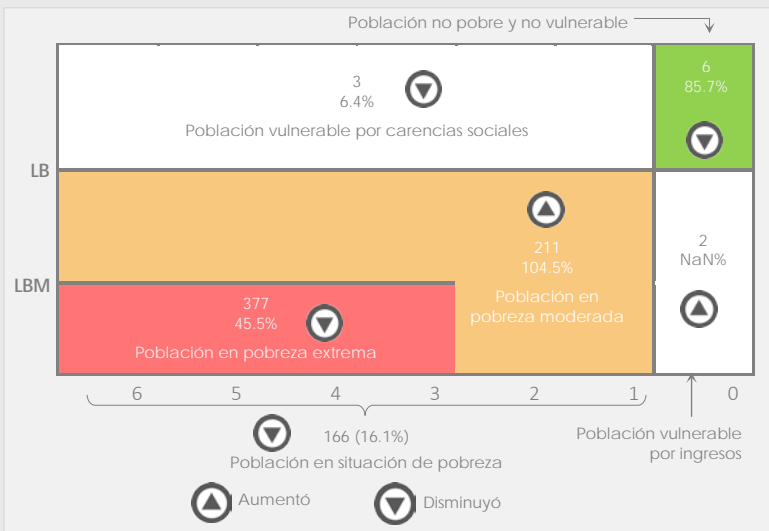 Población no pobre y no vulnerable
3
6.4%
Población vulnerable por carencias sociales
6
85.7%
LB
211
104.5%
Población en
pobreza moderada
2
NaN%
LBM
377
45.5%
Población en pobreza extrema
6 5 4 3 2 1 0
166 (16.1%)
Población en situación de pobreza
Población vulnerable
por ingresos
Aumentó
Disminuyó